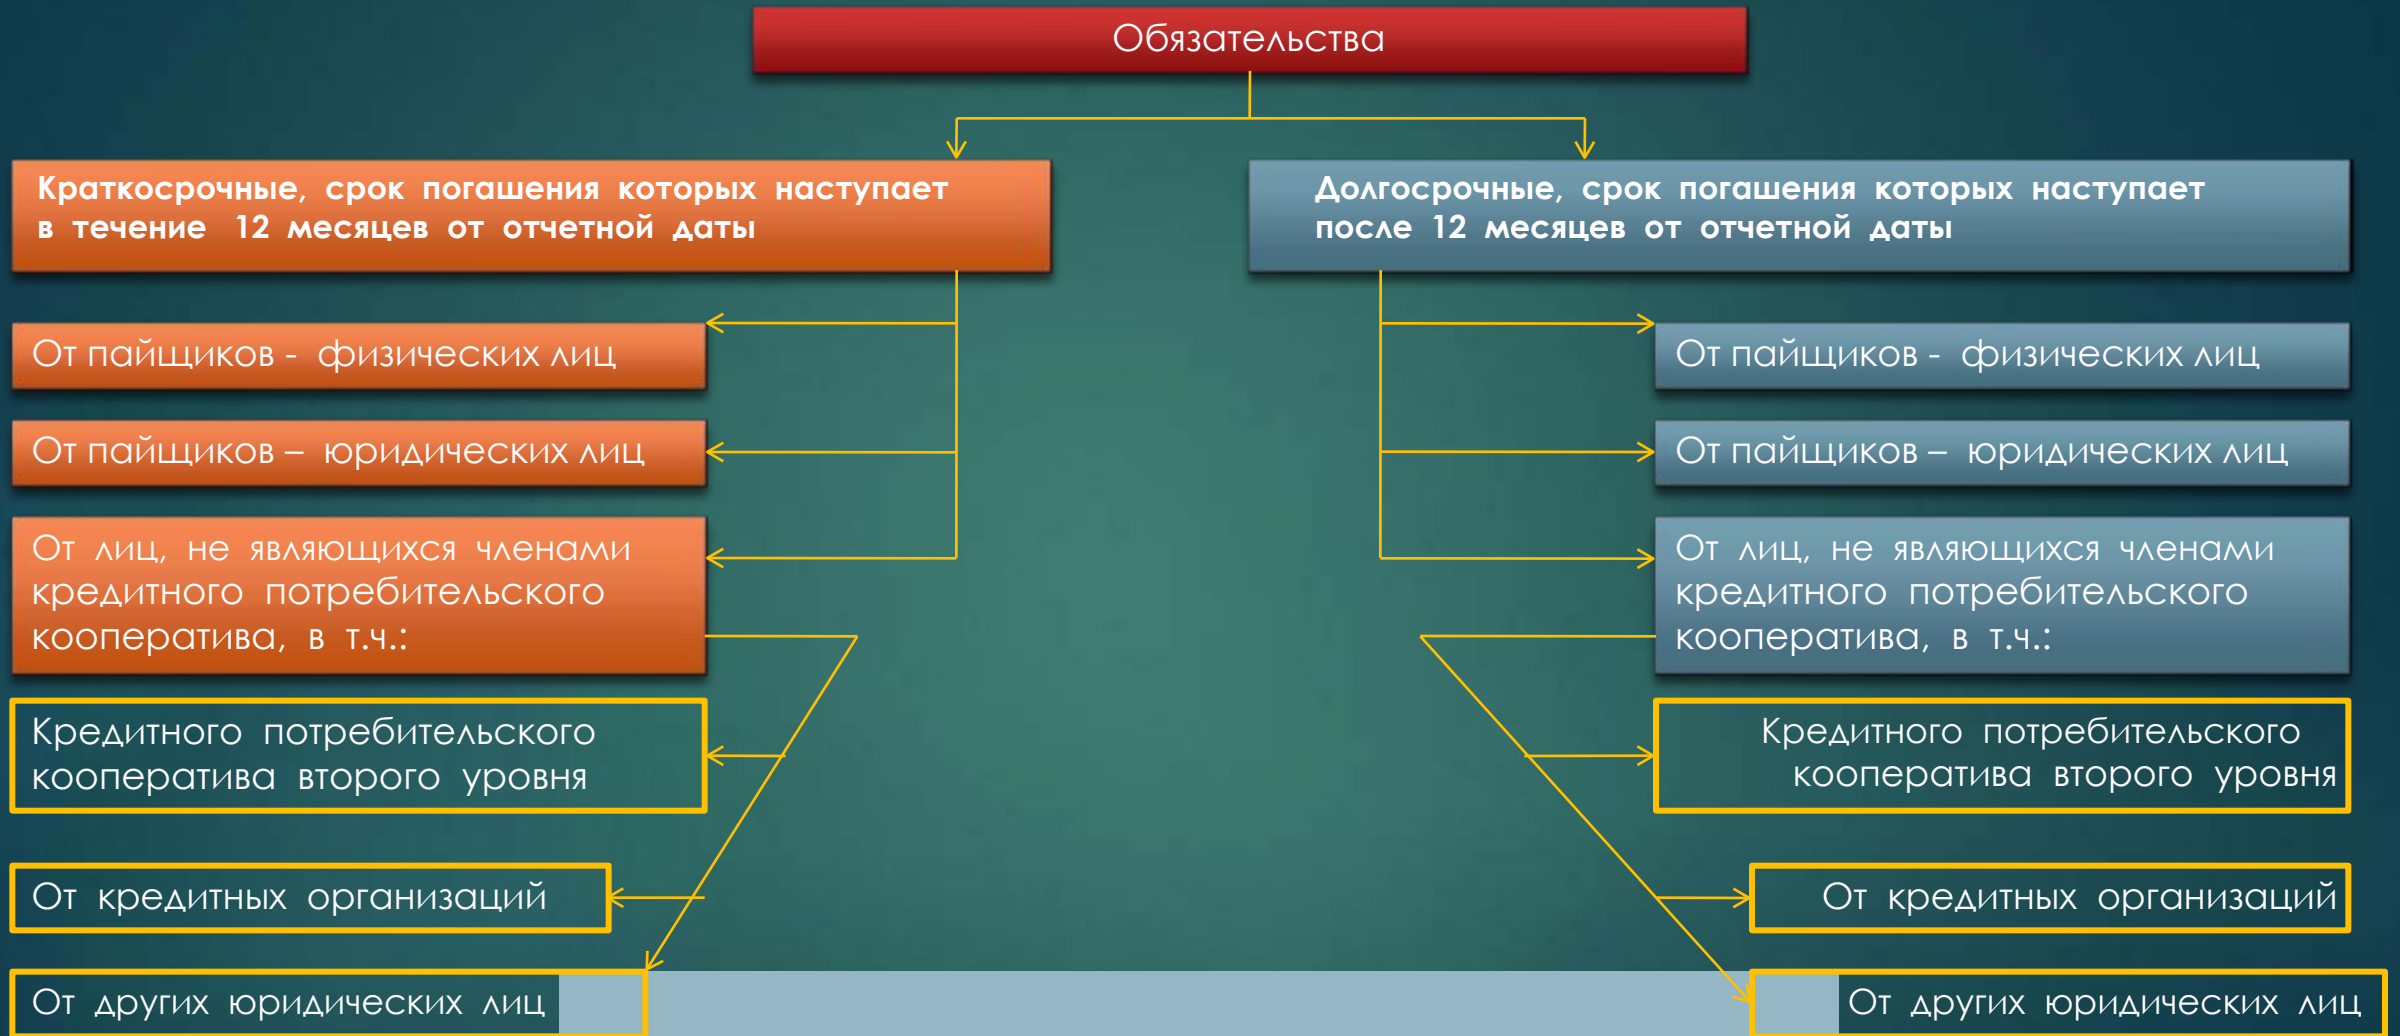 Обязательства
Краткосрочные, срок погашения которых наступает
в течение 12 месяцев от отчетной даты
Долгосрочные, срок погашения которых наступает
после 12 месяцев от отчетной даты
От пайщиков - физических лиц
От пайщиков – юридических лиц
От лиц, не являющихся членами
кредитного потребительского
кооператива, в т.ч.:
Кредитного потребительского
кооператива второго уровня
От кредитных организаций
От других юридических лиц
От пайщиков - физических лиц
От пайщиков – юридических лиц
От лиц, не являющихся членами
кредитного потребительского
кооператива, в т.ч.:
Кредитного потребительского
кооператива второго уровня
От кредитных организаций
От других юридических лиц